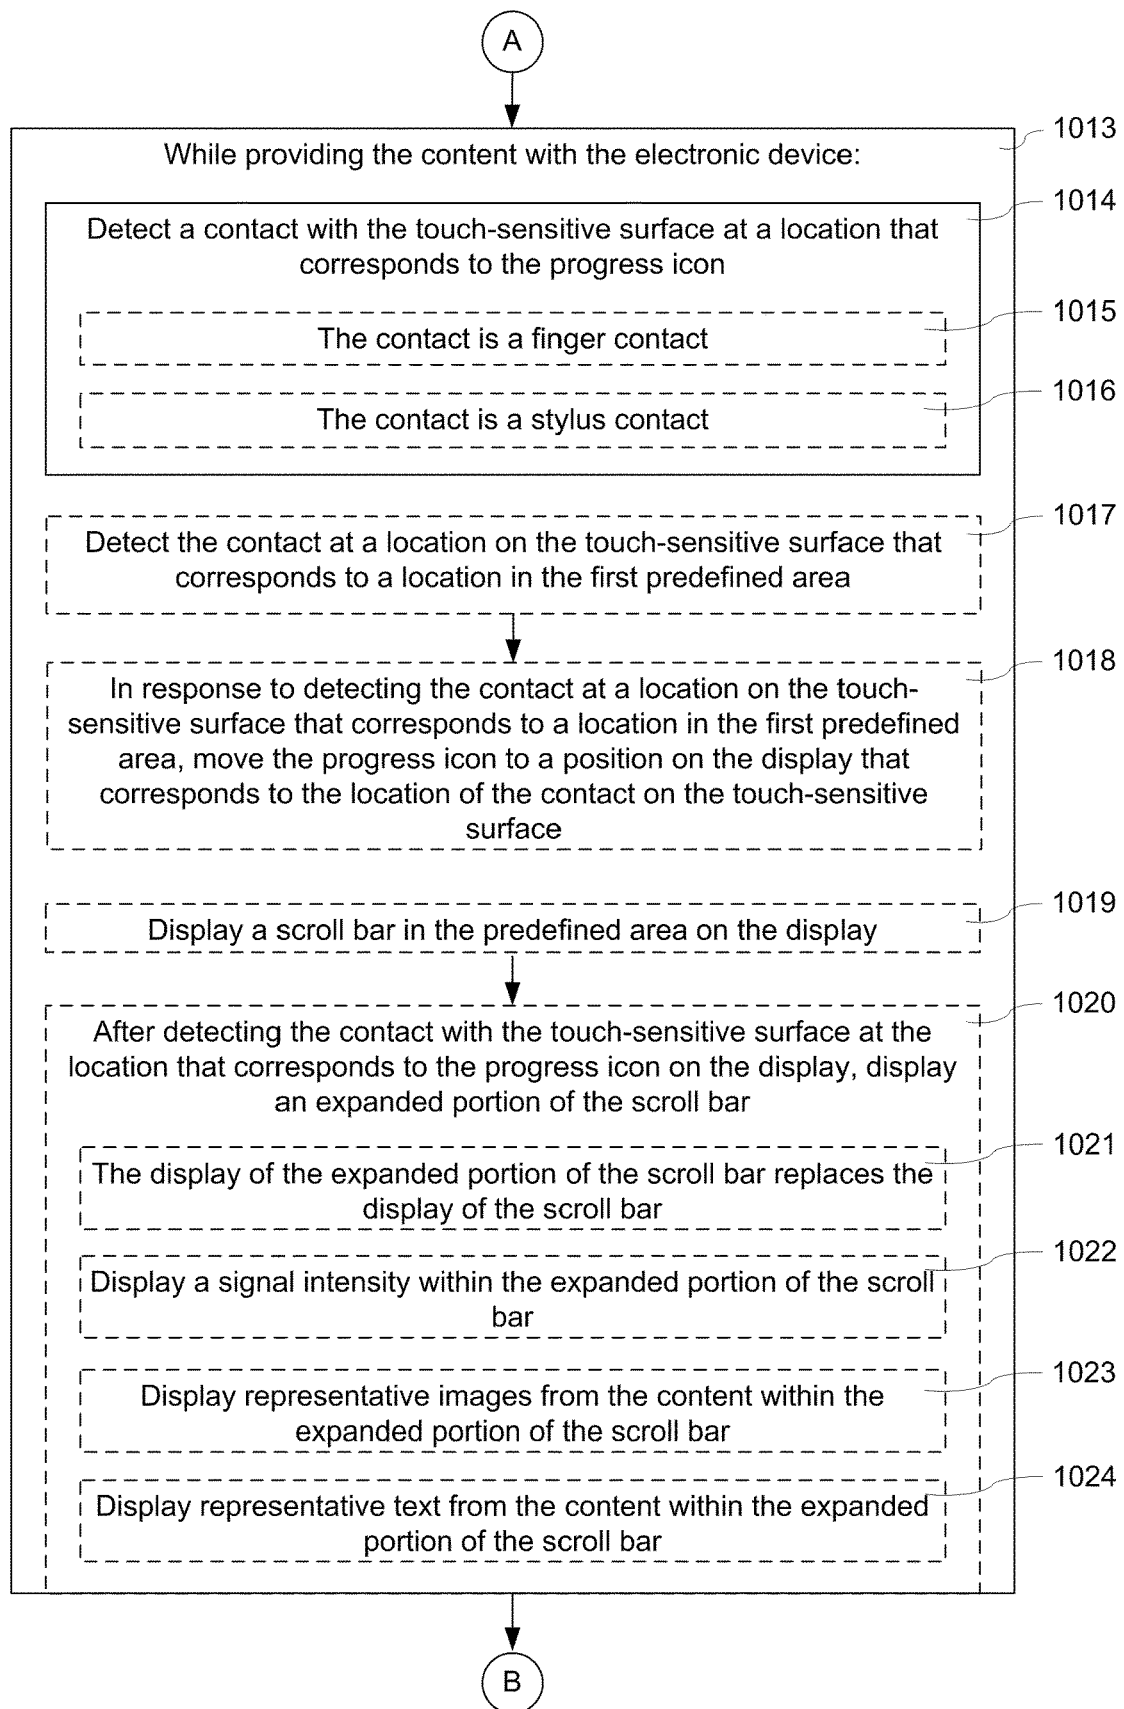 A
1013
While providing the content with the electronic device:
1014
Detect a contact with the touch-sensitive surface at a location that
corresponds to the progress icon
1015
The contact is a finger contact
1016
The contact is a stylus contact
1017
Detect the contact at a location on the touch-sensitive surface that
corresponds to a location in the first predefined area
1018
In response to detecting the contact at a location on the touch-
sensitive surface that corresponds to a location in the first predefined
area, move the progress icon to a position on the display that
corresponds to the location of the contact on the touch-sensitive
surface
1019
Display a scroll bar in the predefined area on the display
1020
After detecting the contact with the touch-sensitive surface at the
location that corresponds to the progress icon on the display, display
an expanded portion of the scroll bar
1021
The display of the expanded portion of the scroll bar replaces the
display of the scroll bar
1022
Display a signal intensity within the expanded portion of the scroll
bar
1023
Display representative images from the content within the
expanded portion of the scroll bar
1024
Display representative text from the content within the expanded
portion of the scroll bar
B